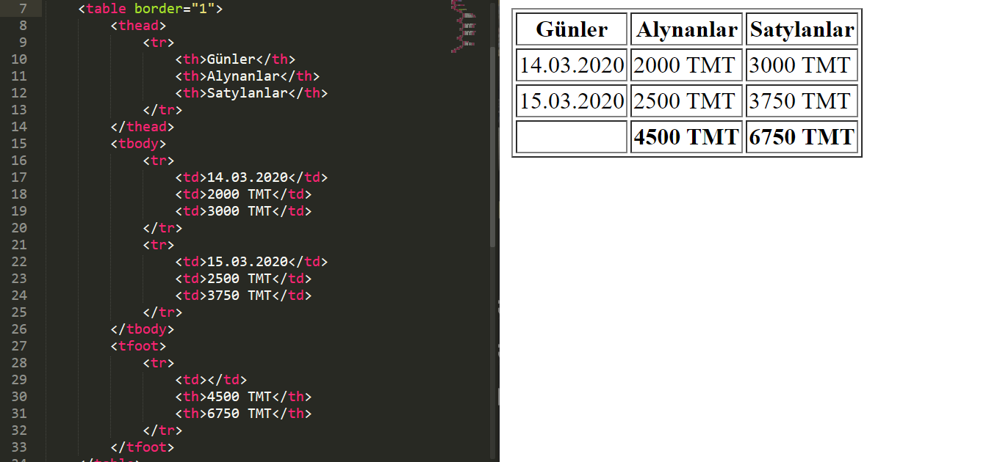 7 <table border="1">
8 <thead>
9 <tr>
10 <th>Günler</th>
11 <th>Alynanlar</th>
12 <th>Satylanlar</th>
13 </tr>
14 </thead>
15 <tbody>
16 <tr>
17 <td>14.03.2020</td>
18 <td>2000 TMT</td>
19 <td>3000 TMT</td>
20 </tr>
21 <tr>
22 <td>15.03.2020</td>
23 <td>2500 TMT</td>
24 <td>3750 TMT</td>
25 </tr>
26 </tbody>
27 <tfoot>
28 <tr>
29 <td></td>
30 <th>4500 TMT</th>
31 <th>6750 TMT</th>
32 </tr>
33 </tfoot>
34 </table>
Günler Alynanlar Satylanlar
14.03.2020 2000 TMT 3000 TMT
15.03.2020 2500 TMT 3750 TMT
4500 TMT 6750 TMT